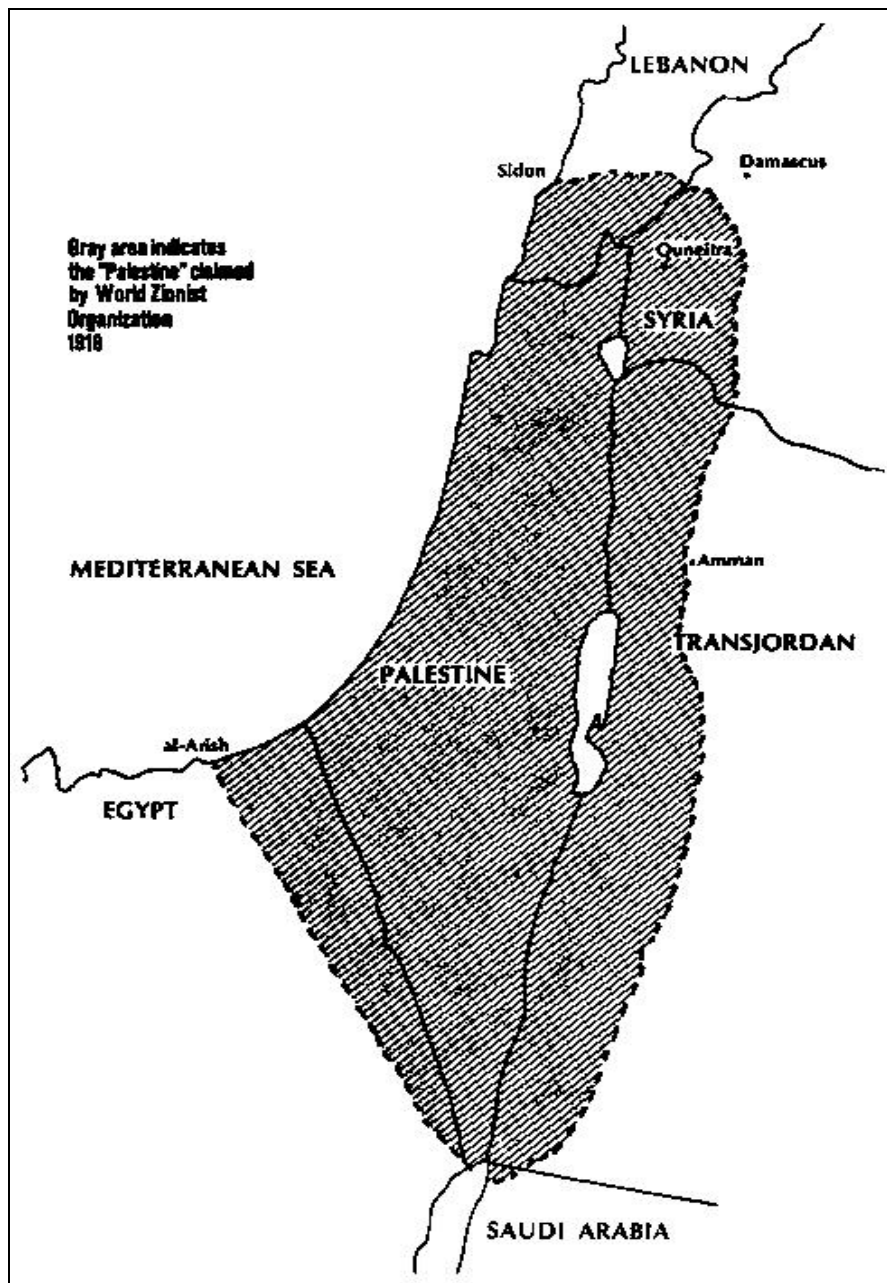 LEBANON
Sidon
Damascus
Gray area indicates
the "Palestine" claimed
by World Zionist
Organization
Quneitra
SYRIA
MEDITERRANEAN SEA
Amman
TRANSJORDAN
PALESTINE
al-Arish
EGYPT
SAUDI ARABIA